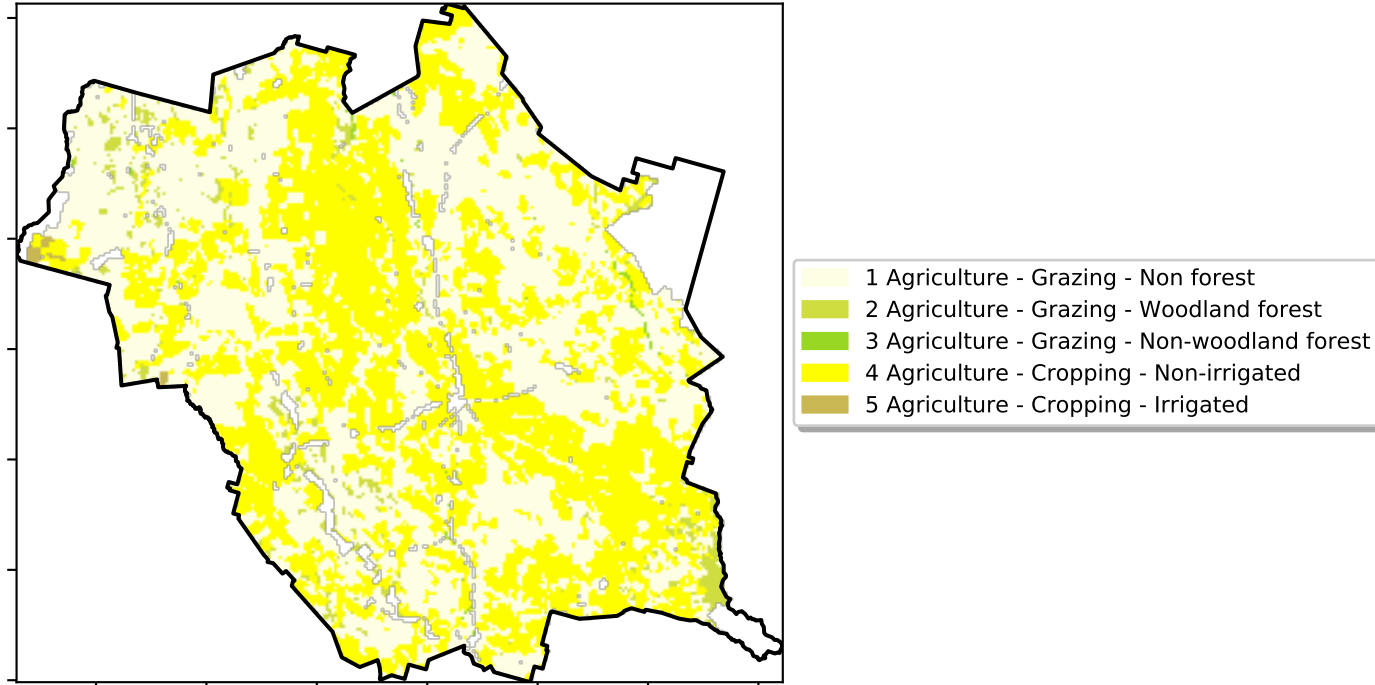 1 Agriculture - Grazing - Non forest
2 Agriculture - Grazing - Woodland forest
3 Agriculture - Grazing - Non-woodland forest
4 Agriculture - Cropping - Non-irrigated
5 Agriculture - Cropping - Irrigated